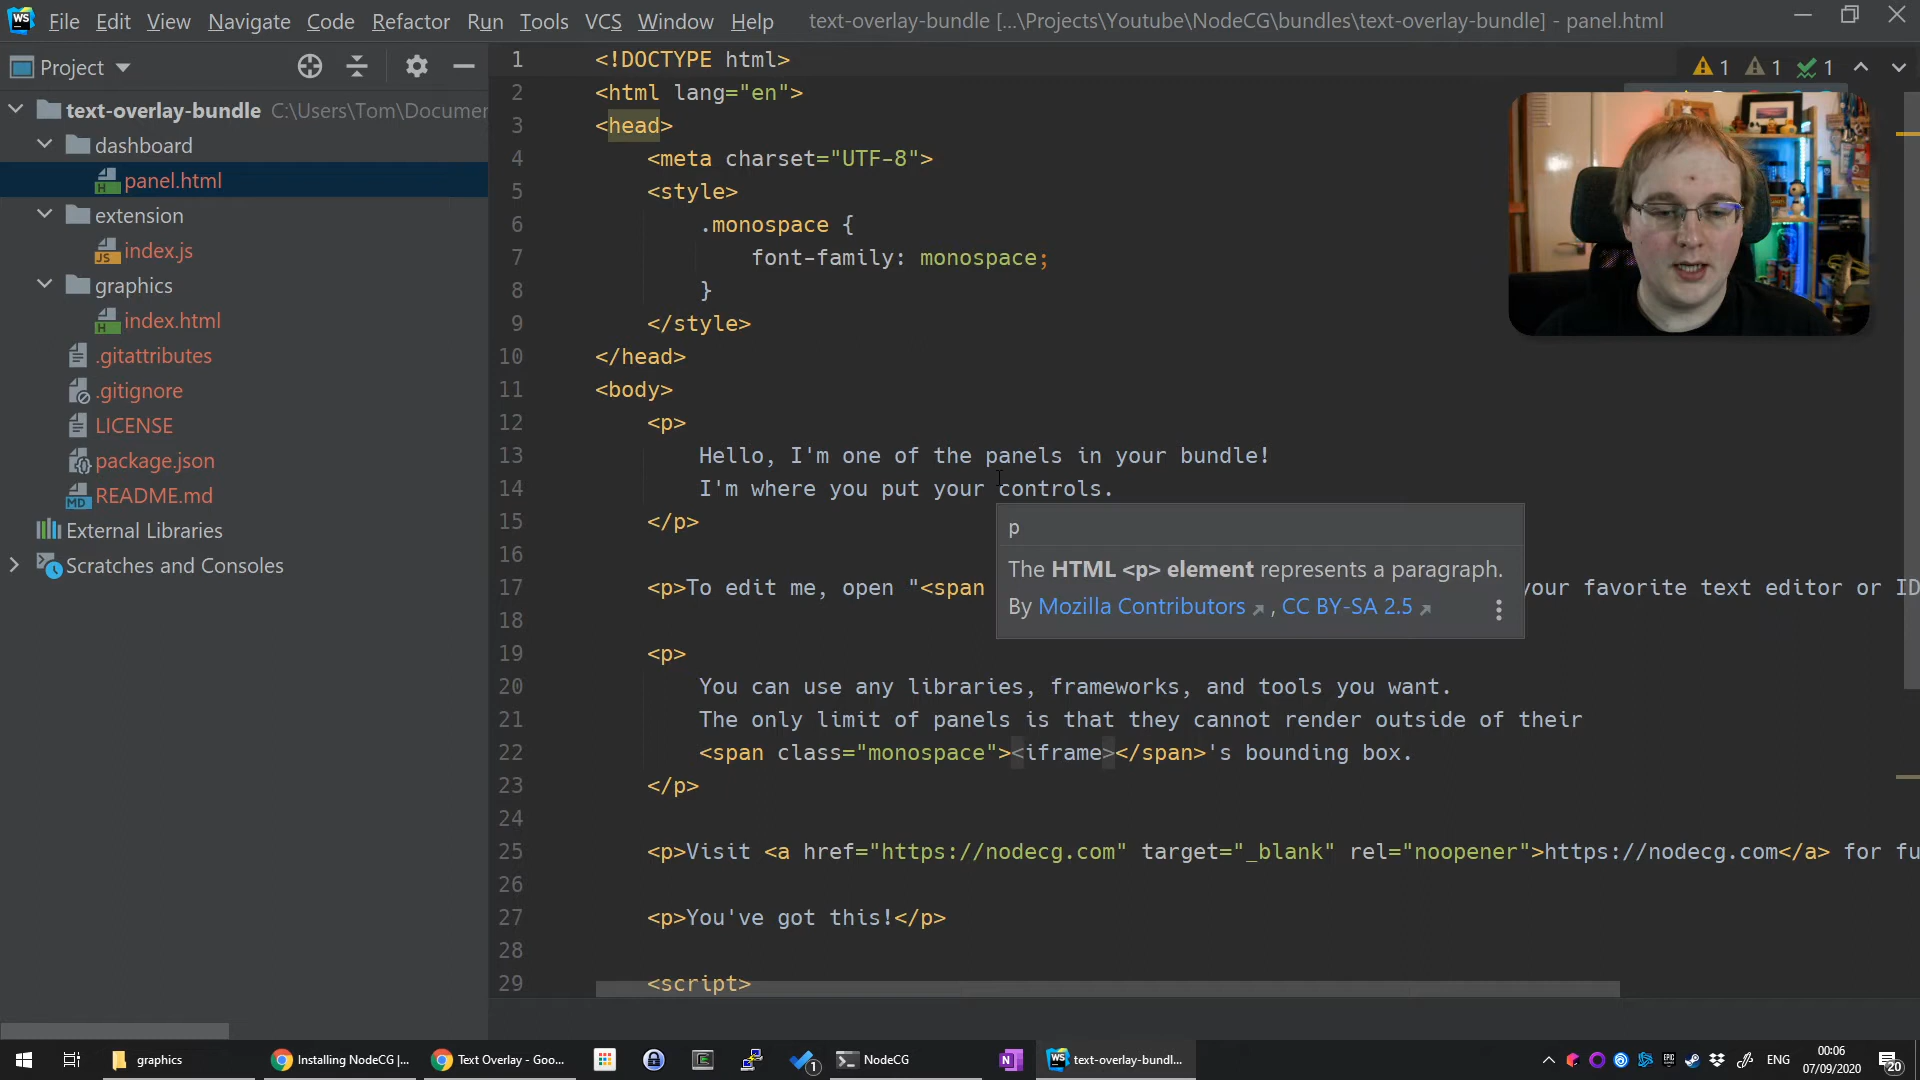 WS File Edit View Navigate Code Refactor Run Tools VCS Window Help text-overlay-bundle [...\Projects\Youtube\NodeCG\bundles\text-overlay-bundle] - panel.html
Project
text-overlay-bundle C:\Users\Tom\Documen
dashboard
panel.html
extension
index.js
graphics
index.html
.gitattributes
.gitignore
LICENSE
package.json
README.md
External Libraries
Scratches and Consoles
1 1 1
1 <!DOCTYPE html>
2 <html lang="en">
3 <head>
4 <meta charset="UTF-8">
5 <style>
6 .monospace {
7 font-family: monospace;
8 }
9 </style>
10 </head>
11 <body>
12 <p>
13 Hello, I'm one of the panels in your bundle!
14 I'm where you put your controls.
15 </p>
16
17 <p>To edit me, open "<span your favorite text editor or ID
18
19 <p>
20 You can use any libraries, frameworks, and tools you want.
21 The only limit of panels is that they cannot render outside of their
22 <span class="monospace"><iframe></span>'s bounding box.
23 </p>
24
25 <p>Visit <a href="https://nodecg.com" target="_blank" rel="noopener">https://nodecg.com</a> for fu
26
27 <p>You've got this!</p>
28
29 <script>
p
The HTML <p> element represents a paragraph.
By Mozilla Contributors , CC BY-SA 2.5
graphics Installing NodeCG |... Text Overlay - Goo... 1 NodeCG WS text-overlay-bundl... ENG 00:06
07/09/2020 20